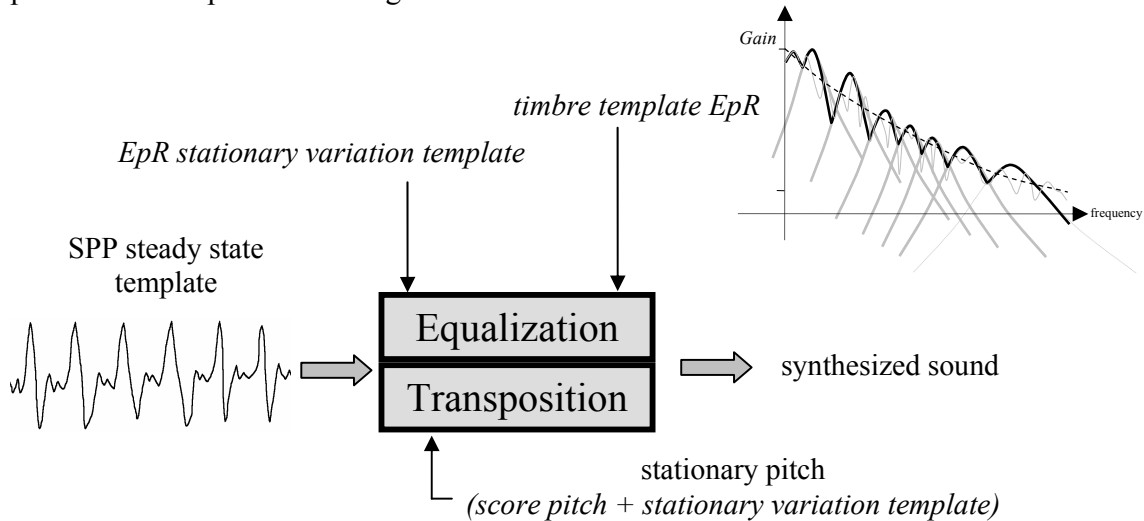 Gain
timbre template EpR
EpR stationary variation template
frequency
SPP steady state
template
Equalization
Transposition
synthesized sound
stationary pitch
(score pitch + stationary variation template)